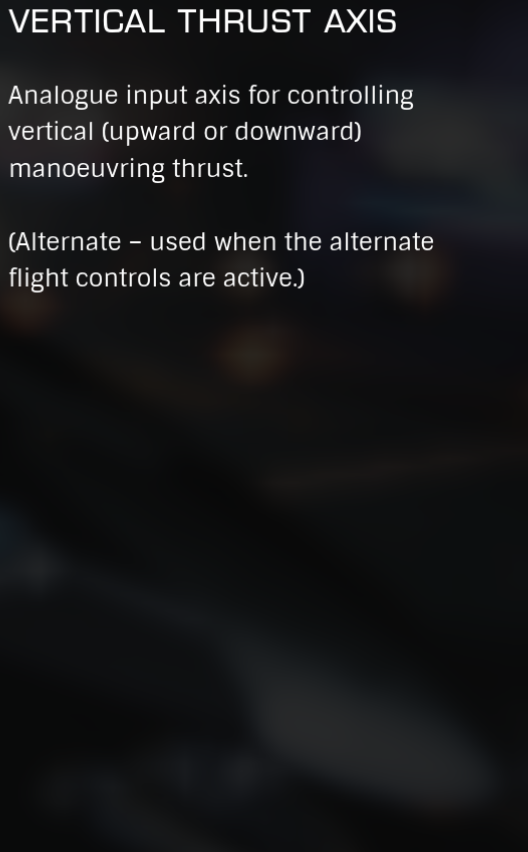 VERTICAL THRUST AXIS
Analogue input axis for controlling
vertical (upward or downward)
manoeuvring thrust.
(Alternate – used when the alternate
flight controls are active.)